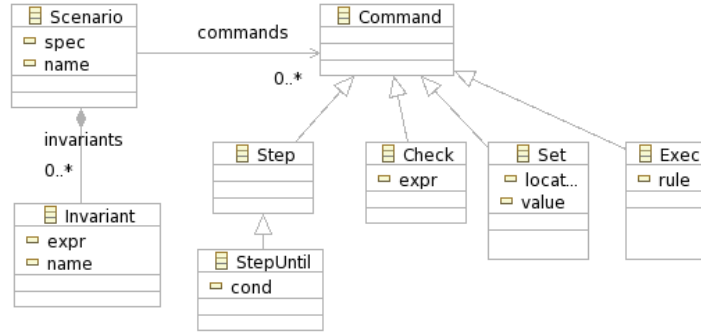 Scenario
spec
name
commands
0..*
Command
invariants
0..*
Invariant
expr
name
Step
StepUntil
cond
Check
expr
Set
locat...
value
Exec
rule